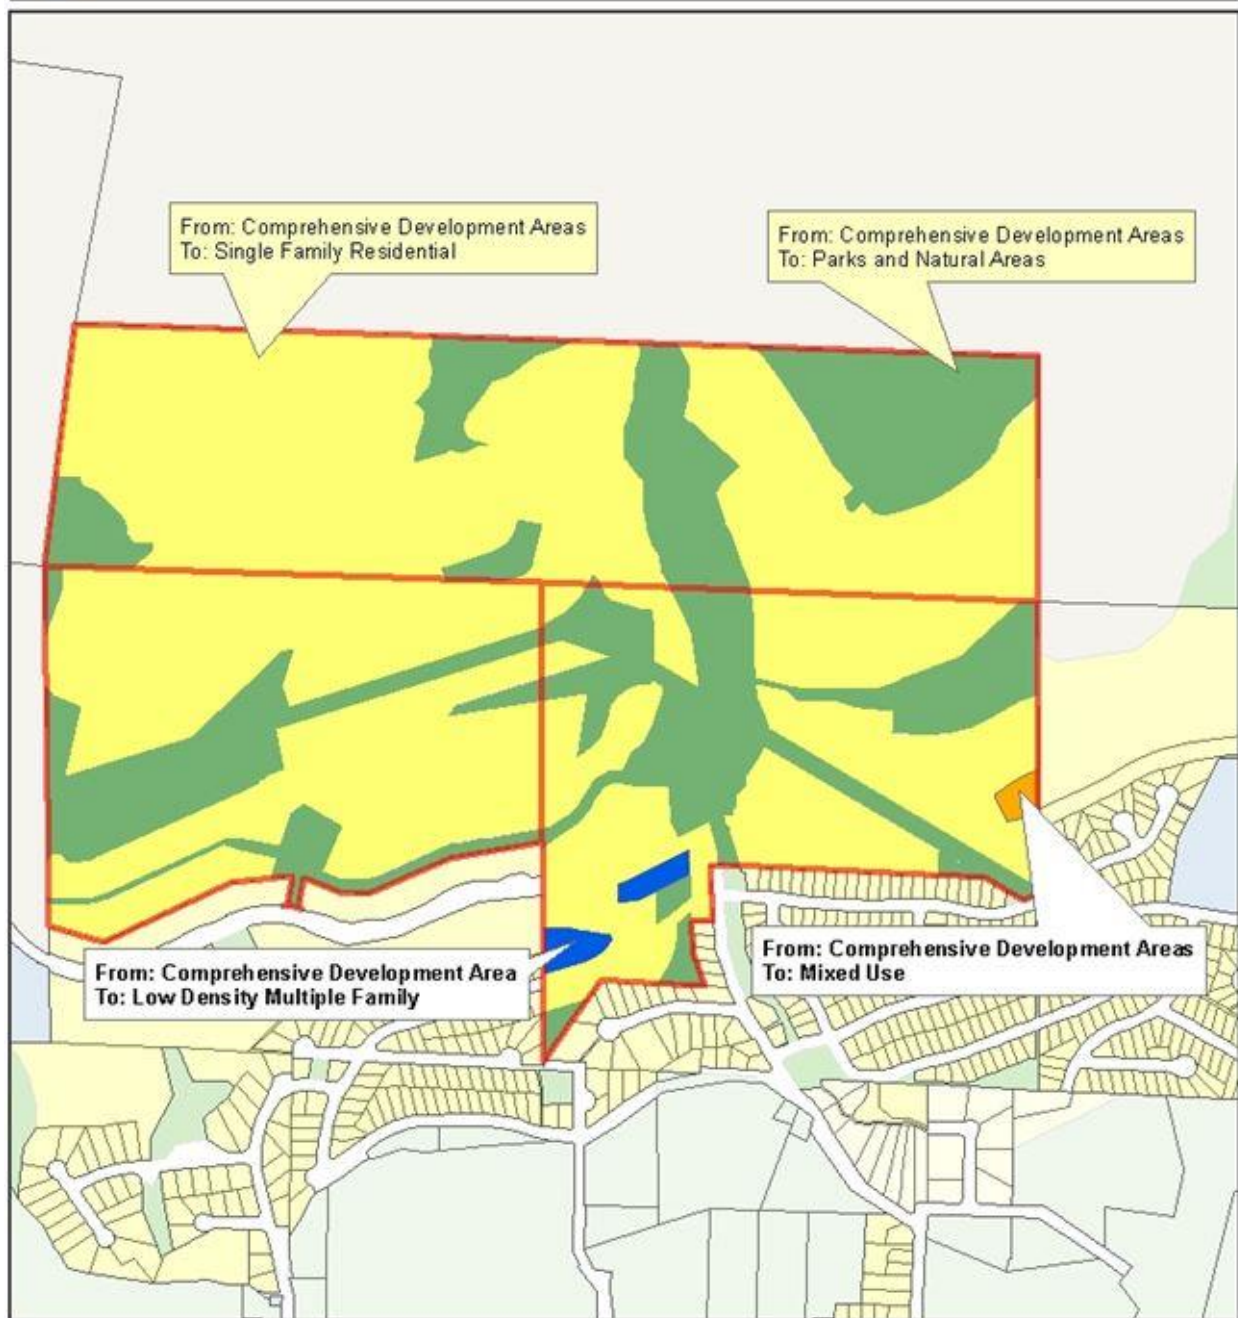 From: Comprehensive Development Areas
To: Single Family Residential
From: Comprehensive Development Areas
To: Parks and Natural Areas
From: Comprehensive Development Area
To: Low Density Multiple Family
From: Comprehensive Development Areas
To: Mixed Use